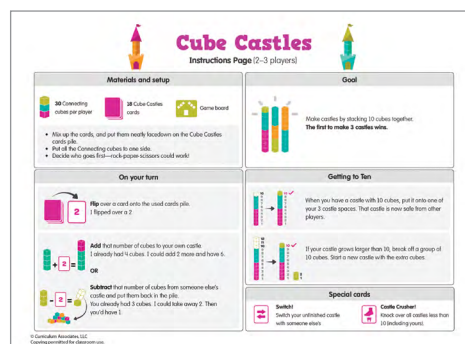 Cube Castles
Instructions Page (2–3 players)
Materials and setup
30 Connecting
cubes per player
18 Cube Castles
cards
Game board
• Mix up the cards, and put them neatly facedown on the Cube Castles
cards pile.
• Put all the Connecting cubes to one side.
• Decide who goes first—rock-paper-scissors could work!
Goal
Make castles by stacking 10 cubes together.
The first to make 3 castles wins.
On your turn
2
Flip over a card onto the used cards pile.
I flipped over a 2
+ 2 =
Add that number of cubes to your own castle.
I already had 4 cubes. I could add 2 more and have 6.
OR
- 2 =
Subtract that number of cubes from someone else's
castle and put them back in the pile.
You already had 3 cubes. I could take away 2. Then
you'd have 1.
Getting to Ten
When you have a castle with 10 cubes, put it onto one of
your 3 castle spaces. That castle is now safe from other
players.
If your castle grows larger than 10, break off a group of
10 cubes. Start a new castle with the extra cubes.
Special cards
Switch!
Switch your unfinished castle
with someone else's
Castle Crusher!
Knock over all castles less than
10 (including yours).
© Curriculum Associates, LLC
Copying permitted for classroom use.